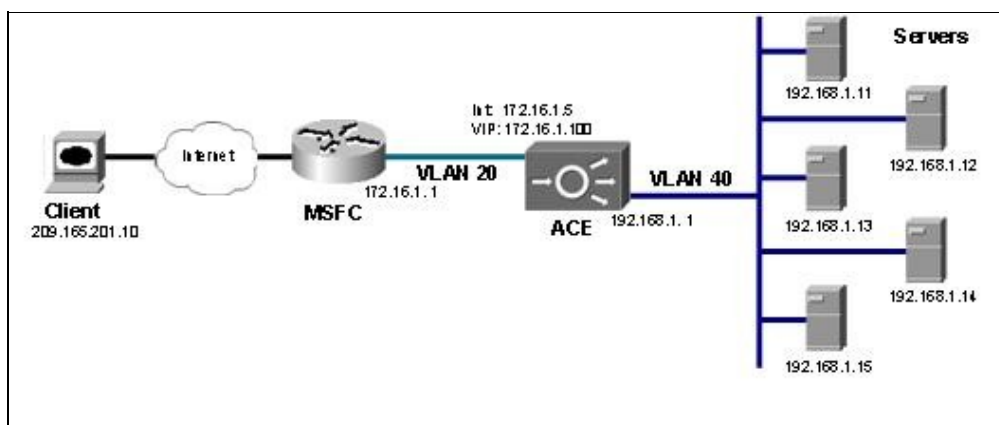 Servers
192.168.1.11
Int: 172.16.1.5
VIP: 172.16.1.100
192.168.1.12
Internet
VLAN 20
VLAN 40
172.16.1.1
Client
MSFC
ACE
192.168.1.1
192.168.1.13
209.165.201.10
192.168.1.14
192.168.1.15